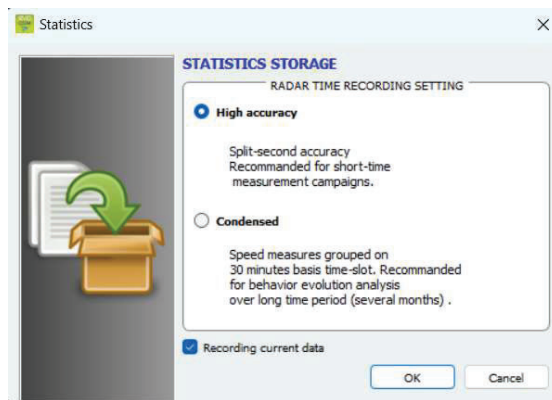 Statistics
STATISTICS STORAGE
RADAR TIME RECORDING SETTING
High accuracy
Split-second accuracy
Recommanded for short-time
measurement campaigns.
Condensed
Speed measures grouped on
30 minutes basis time-slot. Recommanded
for behavior evolution analysis
over long time period (several months) .
Recording current data
OK
Cancel